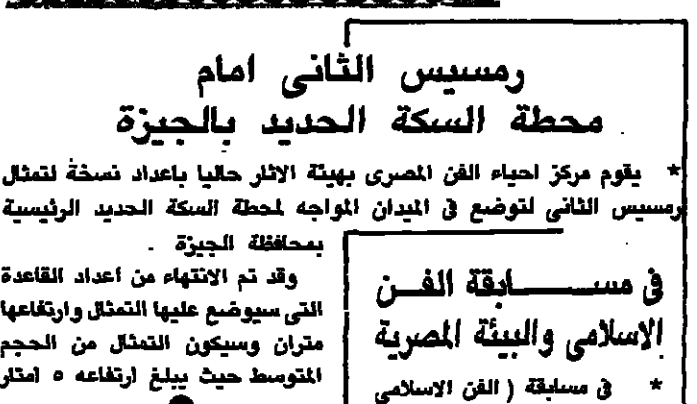 رمسيس الثانى امام
محطة السكة الحديد بالجيزة
* يقوم مركز احياء الفن المصرى بهيئة الاثار حاليا باعداد نسخة لتمثال
رمسيس الثانى لتوضع فى الميدان المواجه لمحطة السكة الحديد الرئيسية
بمحافظة الجيزة .
وقد تم الانتهاء من اعداد القاعدة
التى سيوضع عليها التمثال وارتفاعها
متران وسيكون التمثال من الحجم
المتوسط حيث يبلغ ارتفاعه ٥ امتار
فى مسابقة الفن
الاسلامى والبيئة المصرية
* فى مسابقة ( الفن الاسلامى